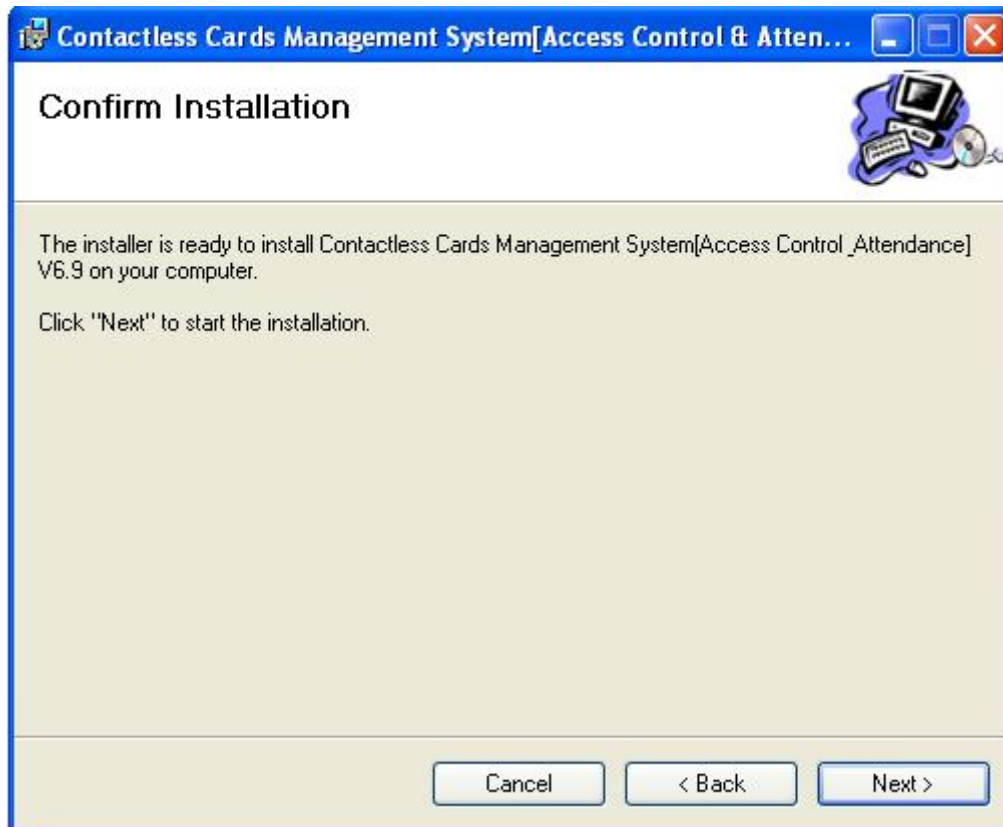 Contactless Cards Management System[Access Control & Atten...
Confirm Installation
The installer is ready to install Contactless Cards Management System[Access Control_Attendance]
V6.9 on your computer.
Click "Next" to start the installation.
Cancel
< Back
Next >